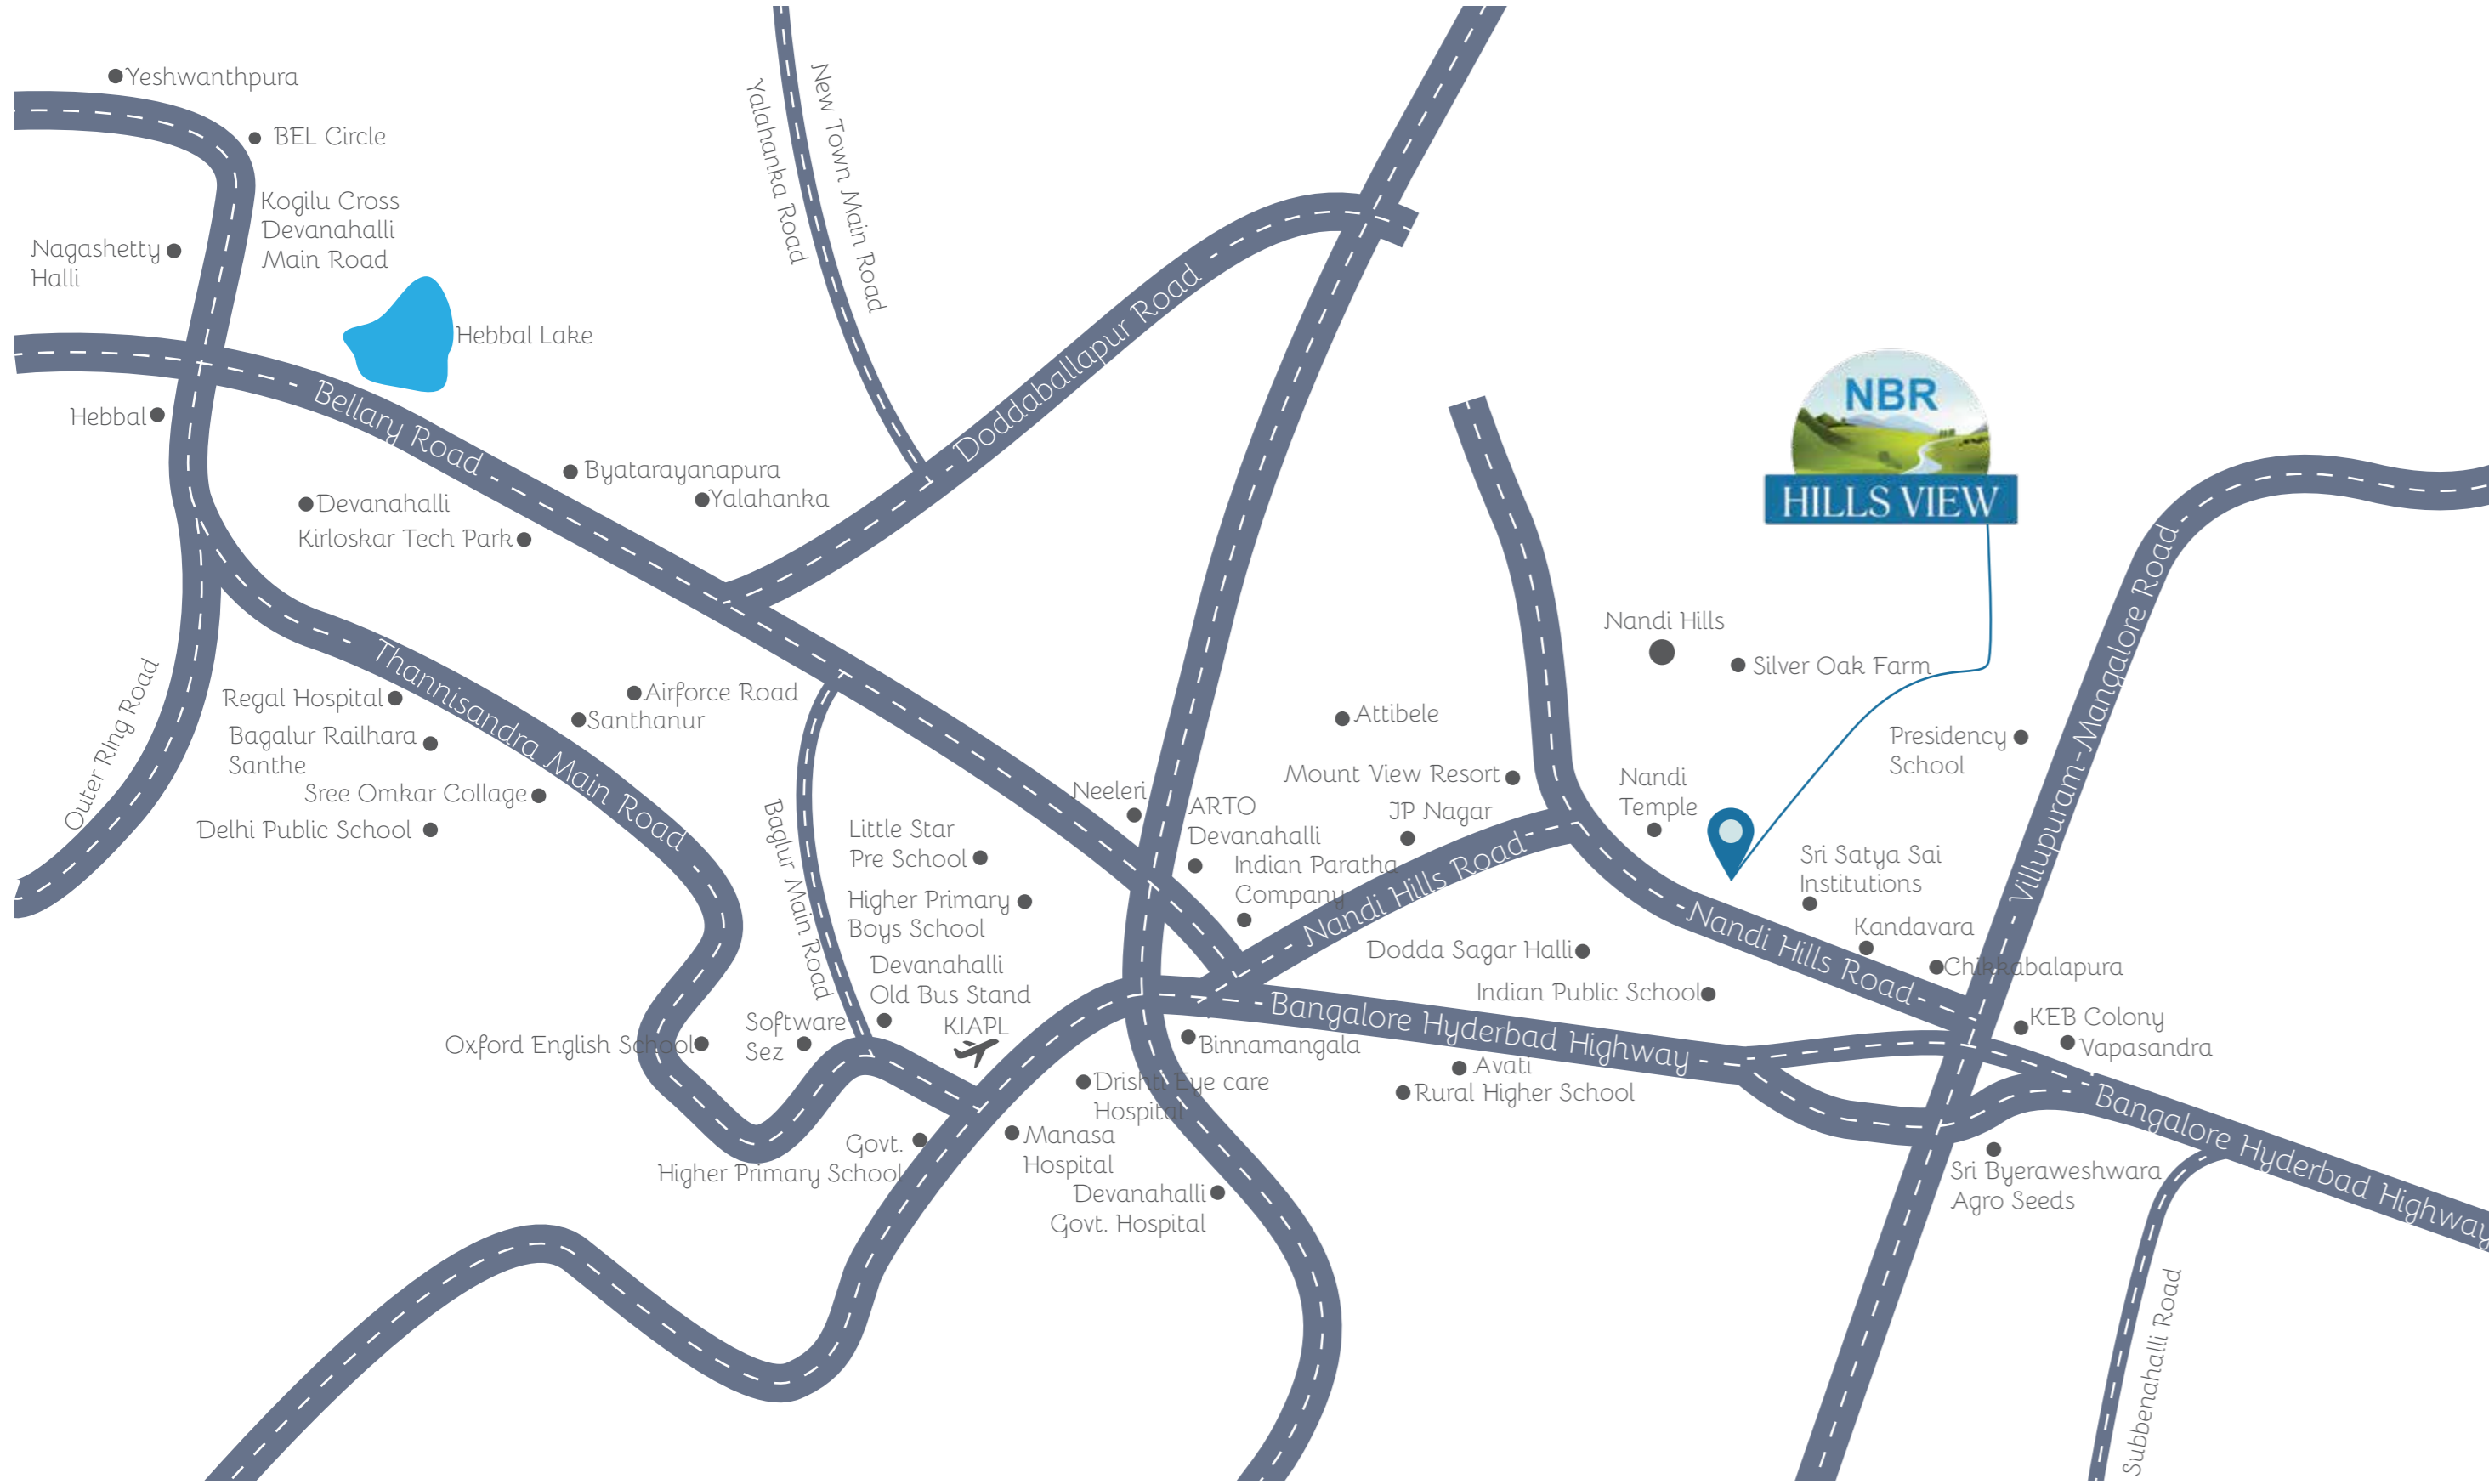 Yeshwanthpura
BEL Circle
Kogilu Cross
Devanahalli
Main Road
Nagashetty
Halli
Hebbal Lake
Hebbal
Bellary Road
Yalahanka Road
New Town Main Road
Doddaballapur Road
Byatarayanapura
Yalahanka
Devanahalli
Kirloskar Tech Park
NBR
HILLS VIEW
Nandi Hills
Silver Oak Farm
Villupuram-Mangalore Road
Outer RIng Road
Thannisandra Main Road
Regal Hospital
Airforce Road
Santhanur
Bagalur Railhara
Santhe
Sree Omkar Collage
Delhi Public School
Attibele
Presidency
School
Mount View Resort
Nandi
Temple
Neeleri
ARTO
Devanahalli
JP Nagar
Baglur Main Road
Little Star
Pre School
Indian Paratha
Company
Nandi Hills Road
Sri Satya Sai
Institutions
Higher Primary
Boys School
Nandi Hills Road
Kandavara
Dodda Sagar Halli
Chikkabalapura
Devanahalli
Old Bus Stand
Indian Public School
KIAPL
Software
Sez
Oxford English School
Bangalore Hyderbad Highway
Binnamangala
KEB Colony
Vapasandra
Avati
Rural Higher School
Drishti Eye care
Hospital
Bangalore Hyderbad Highway
Manasa
Hospital
Govt.
Higher Primary School
Devanahalli
Govt. Hospital
Sri Byeraweshwara
Agro Seeds
Subbenahalli Road